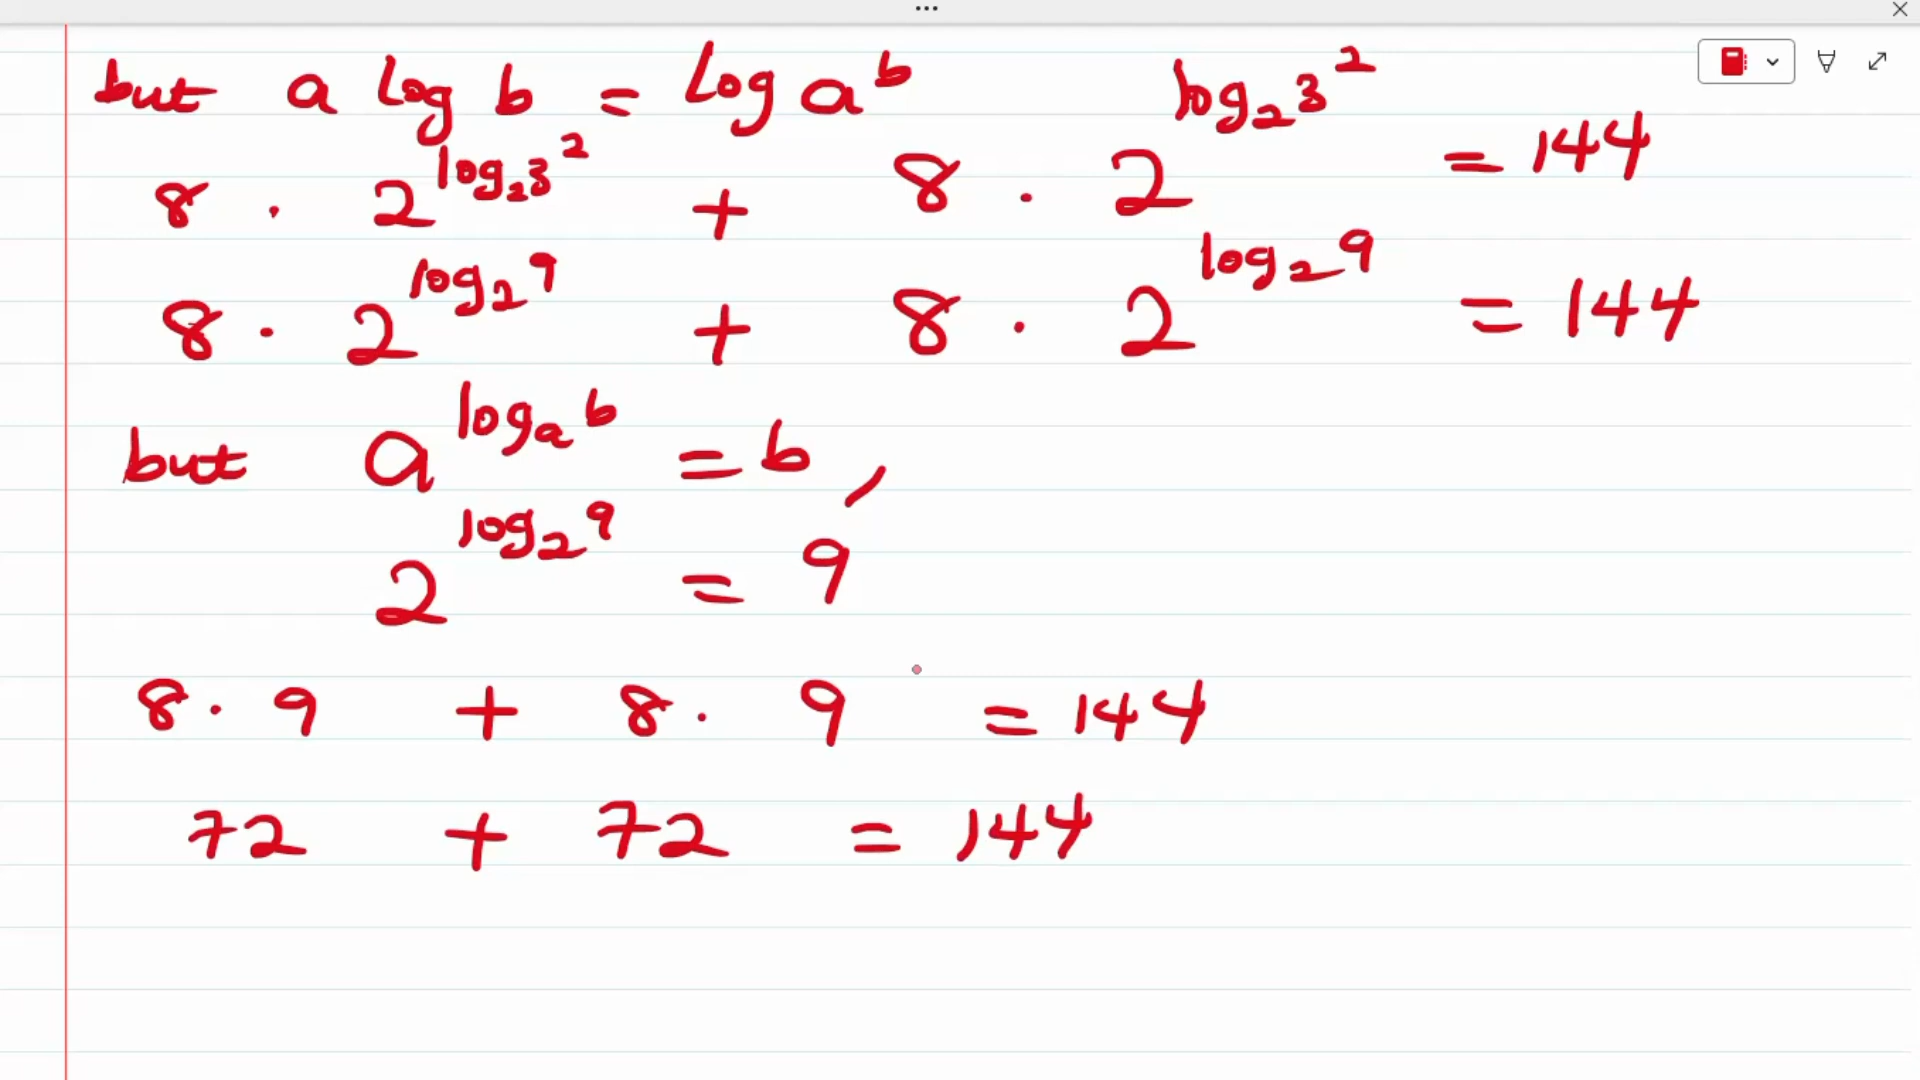 but a log b = log a^b
8 · 2^(log₂3²) + 8 · 2^(log₂3²) = 144
8 · 2^(log₂9) + 8 · 2^(log₂9) = 144
but a^(logₐb) = b,
2^(log₂9) = 9
8 · 9 + 8 · 9 = 144
72 + 72 = 144